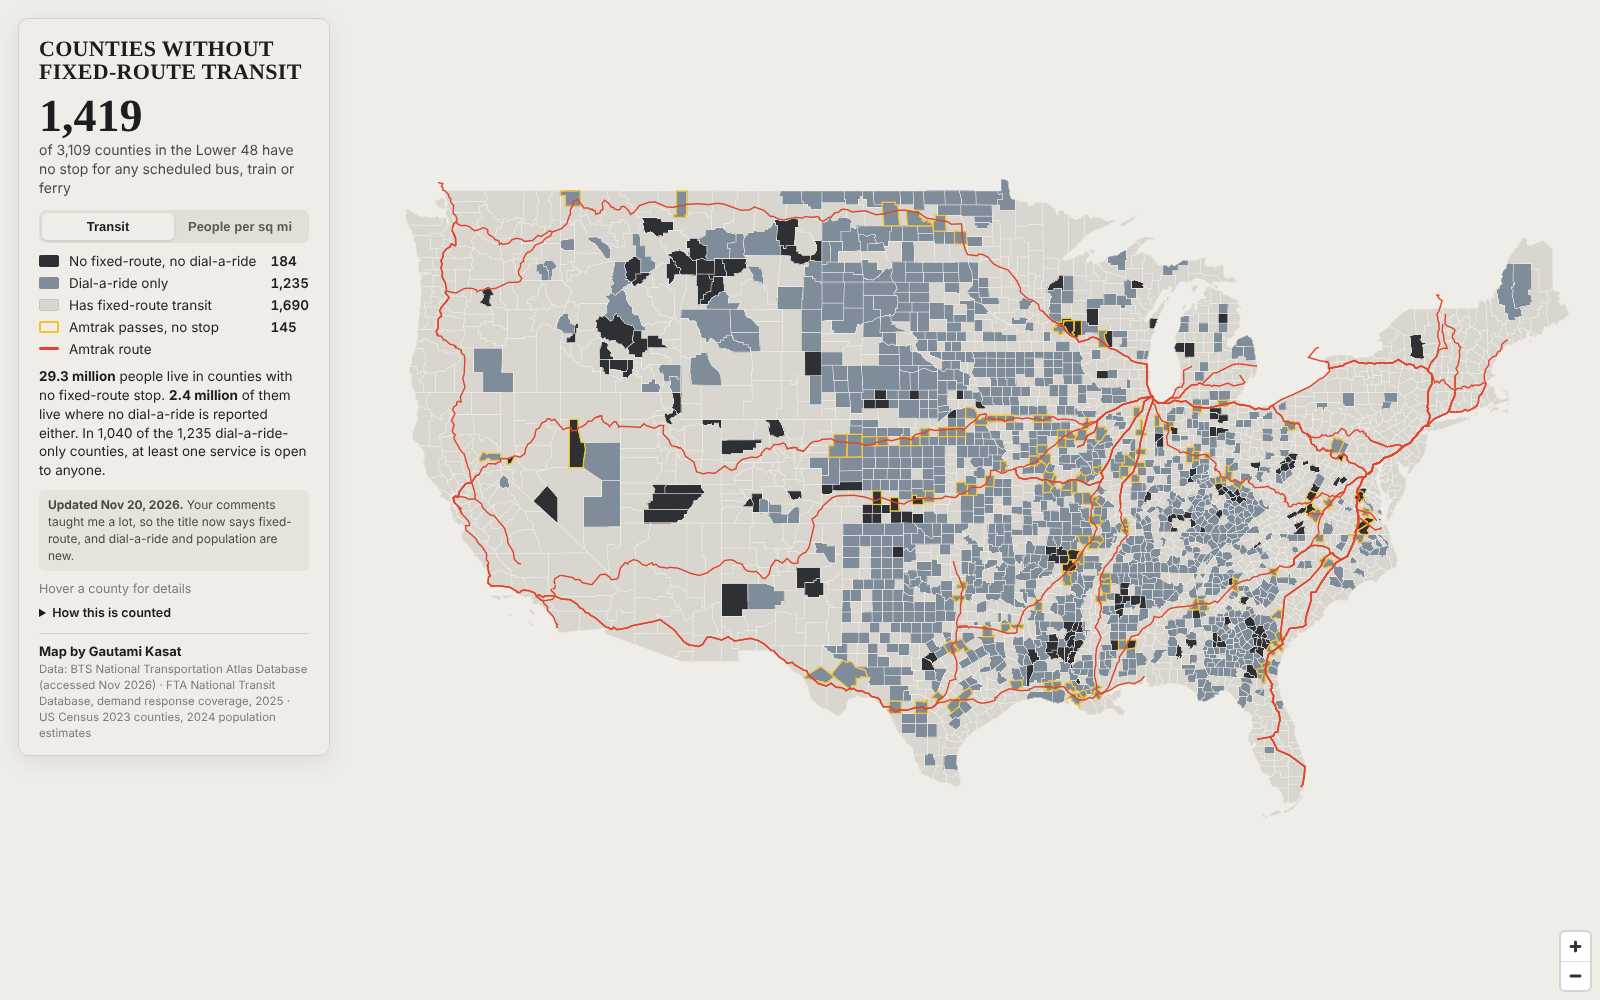 COUNTIES WITHOUT
FIXED-ROUTE TRANSIT
1,419
of 3,109 counties in the Lower 48 have
no stop for any scheduled bus, train or
ferry
Transit People per sq mi
No fixed-route, no dial-a-ride 184
Dial-a-ride only 1,235
Has fixed-route transit 1,690
Amtrak passes, no stop 145
Amtrak route
29.3 million people live in counties with
no fixed-route stop. 2.4 million of them
live where no dial-a-ride is reported
either. In 1,040 of the 1,235 dial-a-ride-
only counties, at least one service is open
to anyone.
Updated Nov 20, 2026. Your comments
taught me a lot, so the title now says fixed-
route, and dial-a-ride and population are
new.
Hover a county for details
How this is counted
Map by Gautami Kasat
Data: BTS National Transportation Atlas Database
(accessed Nov 2026) · FTA National Transit
Database, demand response coverage, 2025 ·
US Census 2023 counties, 2024 population
estimates
+
−